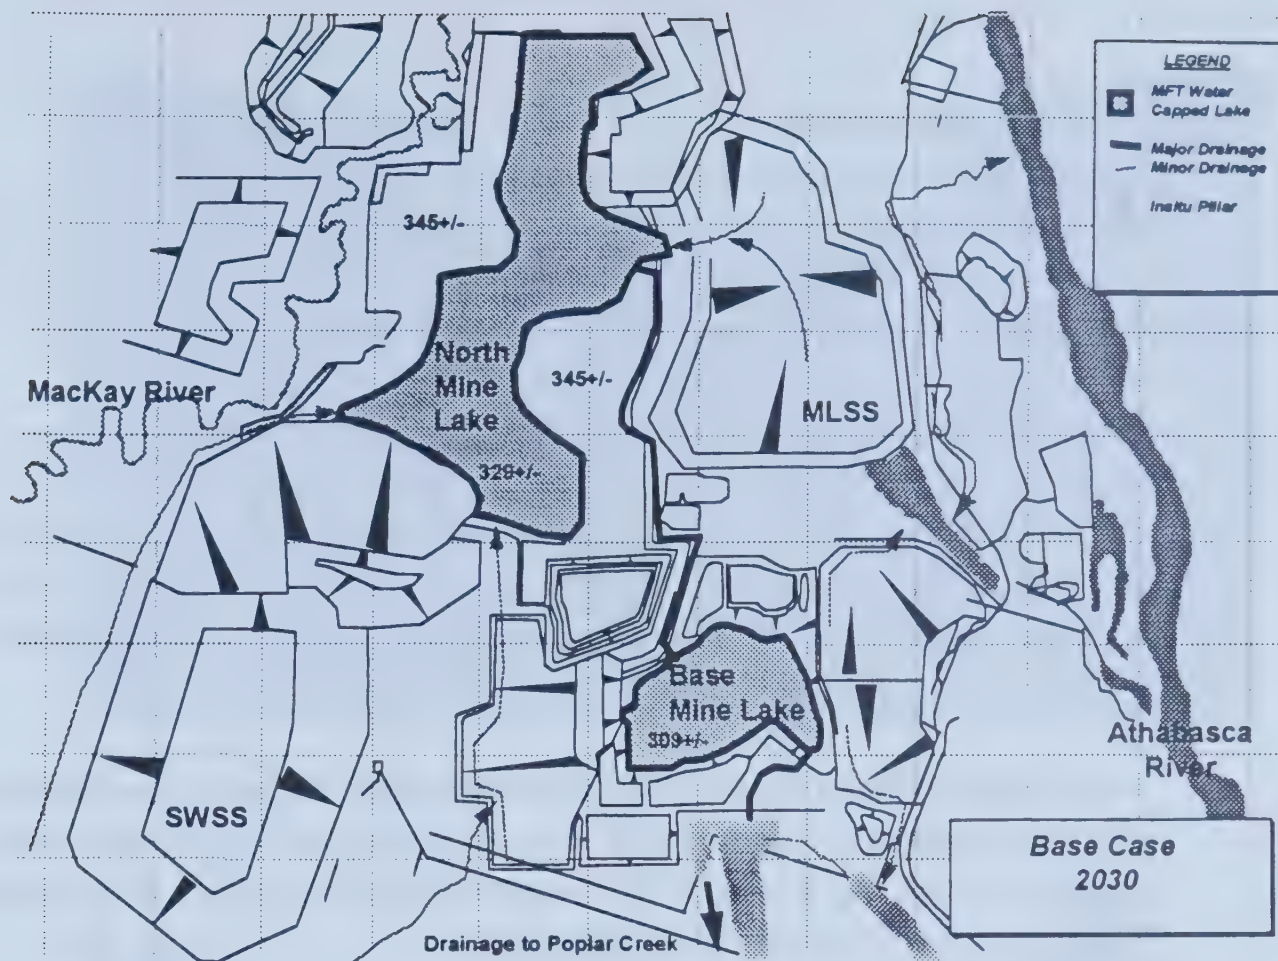 LEGEND
MFT Water
Capped Lake
Major Drainage
Minor Drainage
Insitu Pillar
345+/-
North
Mine
Lake
345+/-
MacKay River
MLSS
329+/-
Base
Mine Lake
309+/-
Athabasca
River
SWSS
Base Case
2030
Drainage to Poplar Creek